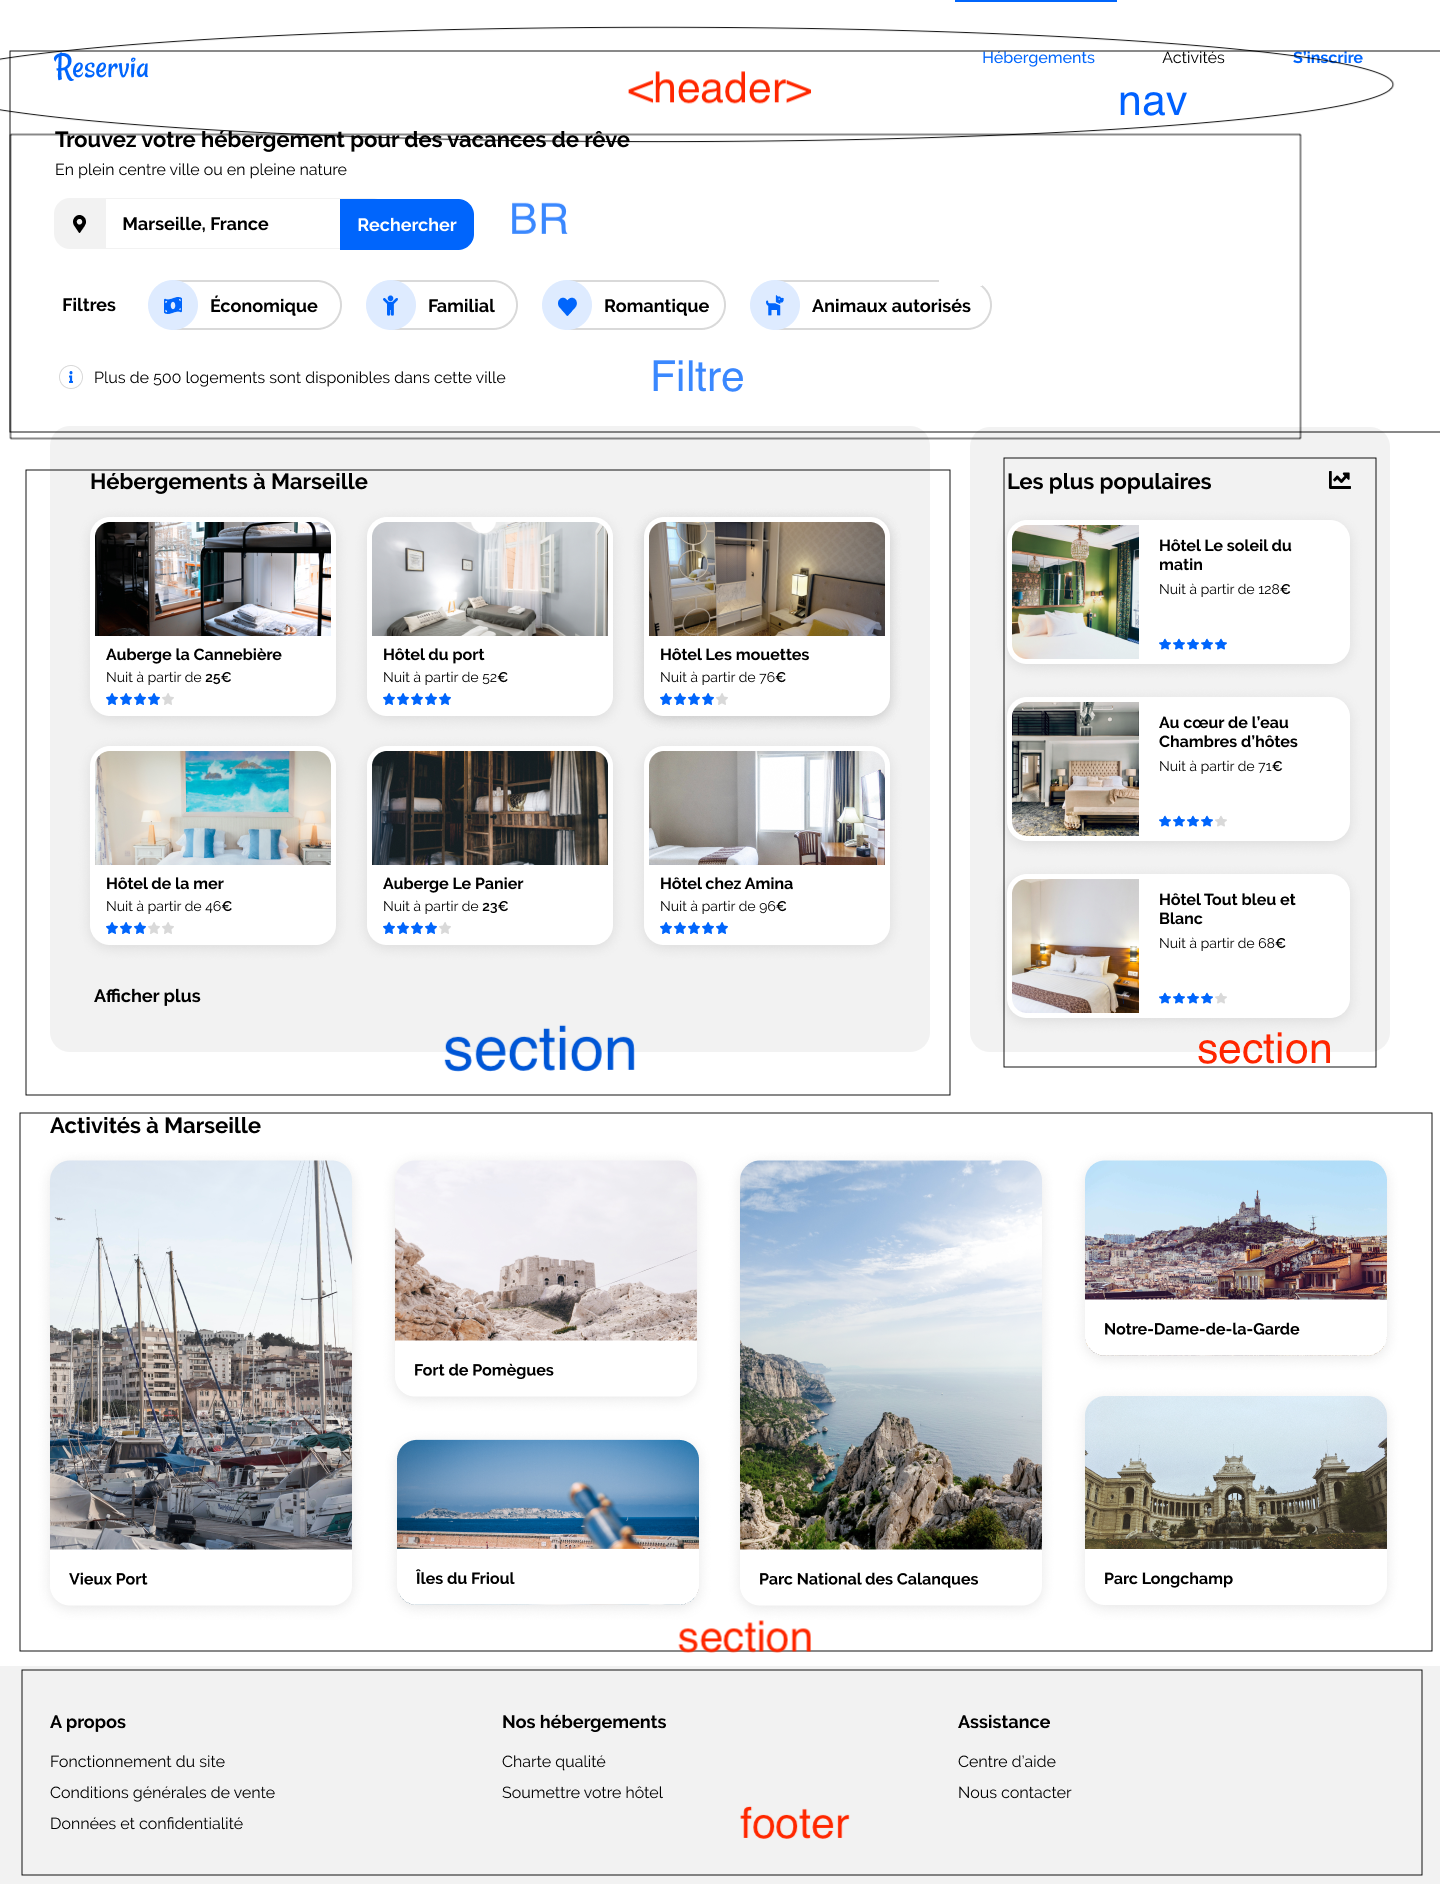 Reservia
Hébergements
Activités
S'inscrire
<header>
nav
Trouvez votre hébergement pour des vacances de rêve
En plein centre ville ou en pleine nature
Marseille, France
Rechercher
BR
Filtres
Économique
Familial
Romantique
Animaux autorisés
Plus de 500 logements sont disponibles dans cette ville
Filtre
Hébergements à Marseille
Auberge la Cannebière
Nuit à partir de 25€
Hôtel du port
Nuit à partir de 52€
Hôtel Les mouettes
Nuit à partir de 76€
Hôtel de la mer
Nuit à partir de 46€
Auberge Le Panier
Nuit à partir de 23€
Hôtel chez Amina
Nuit à partir de 96€
Afficher plus
section
Les plus populaires
Hôtel Le soleil du
matin
Nuit à partir de 128€
Au cœur de l'eau
Chambres d'hôtes
Nuit à partir de 71€
Hôtel Tout bleu et
Blanc
Nuit à partir de 68€
section
Activités à Marseille
Vieux Port
Fort de Pomègues
Îles du Frioul
Parc National des Calanques
Notre-Dame-de-la-Garde
Parc Longchamp
section
A propos
Fonctionnement du site
Conditions générales de vente
Données et confidentialité
Nos hébergements
Charte qualité
Soumettre votre hôtel
Assistance
Centre d'aide
Nous contacter
footer